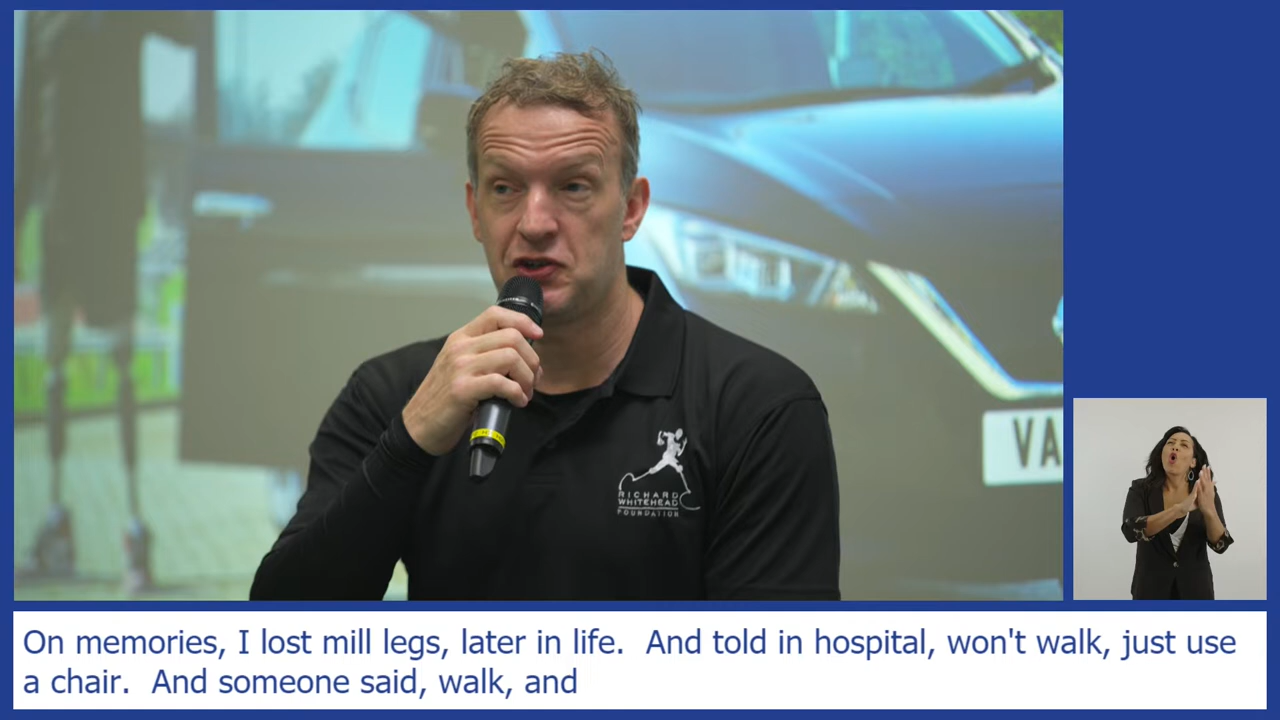 VA
RICHARD
WHITEHEAD
FOUNDATION
On memories, I lost mill legs, later in life.  And told in hospital, won't walk, just use
a chair.  And someone said, walk, and